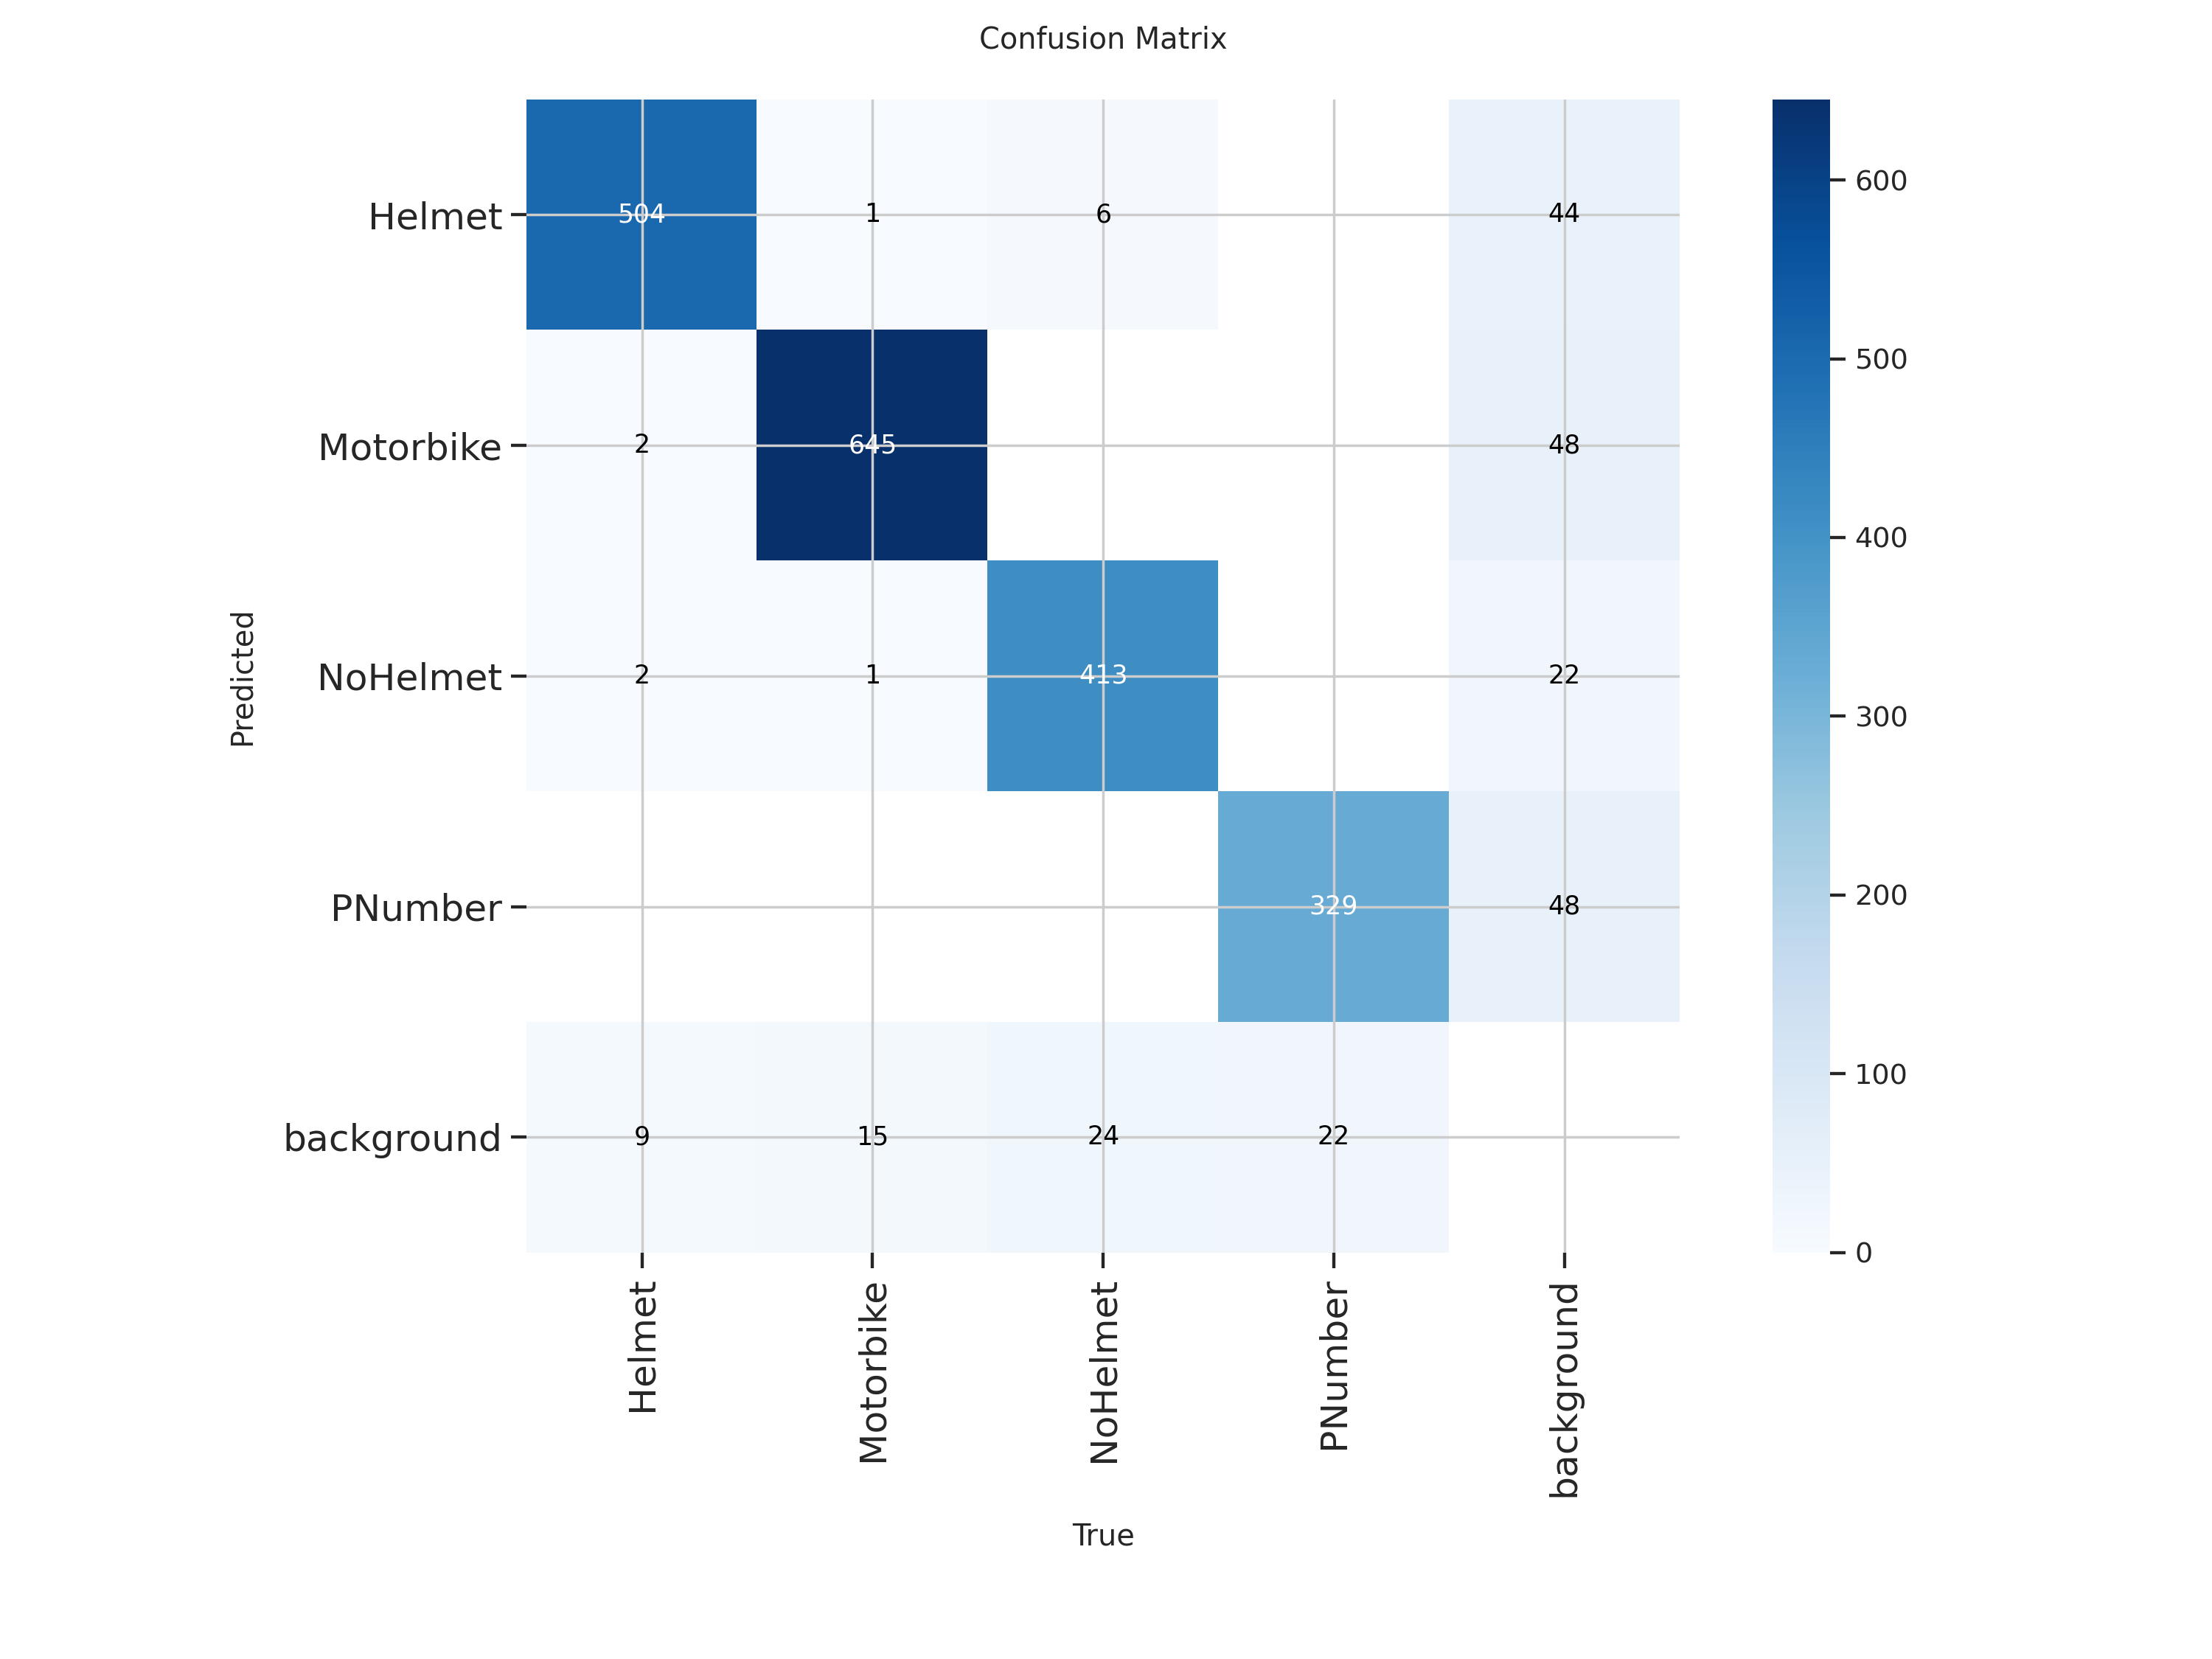 Confusion Matrix
Helmet 504 1 6 44
Motorbike 2 645 48
NoHelmet 2 1 413 22
PNumber 329 48
background 9 15 24 22
Predicted
Helmet Motorbike NoHelmet PNumber background
True
600
500
400
300
200
100
0